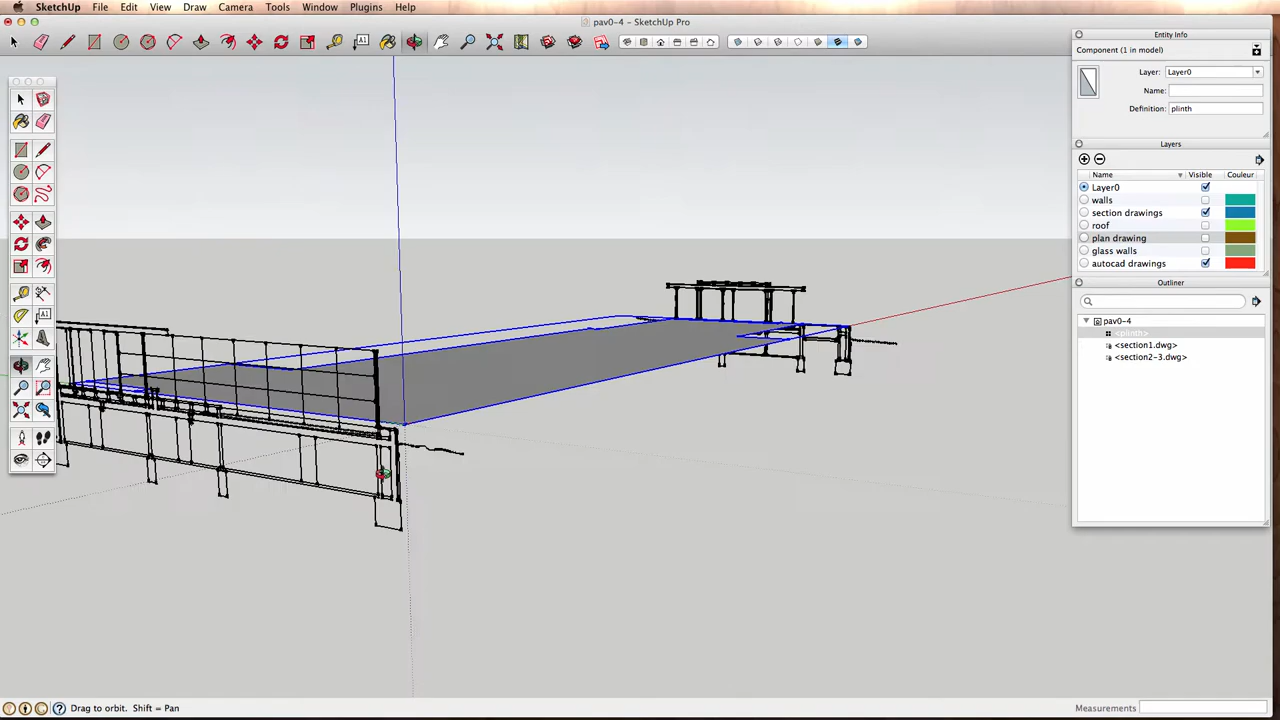 SketchUp File Edit View Draw Camera Tools Window Plugins Help
pav0-4 - SketchUp Pro
Entity Info
Component (1 in model)
Layer: Layer0
Name:
Definition: plinth
Layers
Name Visible Couleur
Layer0
walls
section drawings
roof
plan drawing
glass walls
autocad drawings
Outliner
pav0-4
<plinth>
<section1.dwg>
<section2-3.dwg>
Drag to orbit. Shift = Pan
Measurements